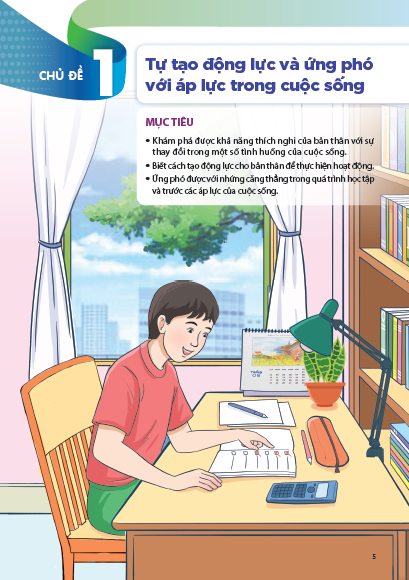 CHỦ ĐỀ 1
Tự tạo động lực và ứng phó
với áp lực trong cuộc sống
MỤC TIÊU
• Khám phá được khả năng thích nghi của bản thân với sự
thay đổi trong một số tình huống của cuộc sống.
• Biết cách tạo động lực cho bản thân để thực hiện hoạt động.
• Ứng phó được với những căng thẳng trong quá trình học tập
và trước các áp lực của cuộc sống.
5